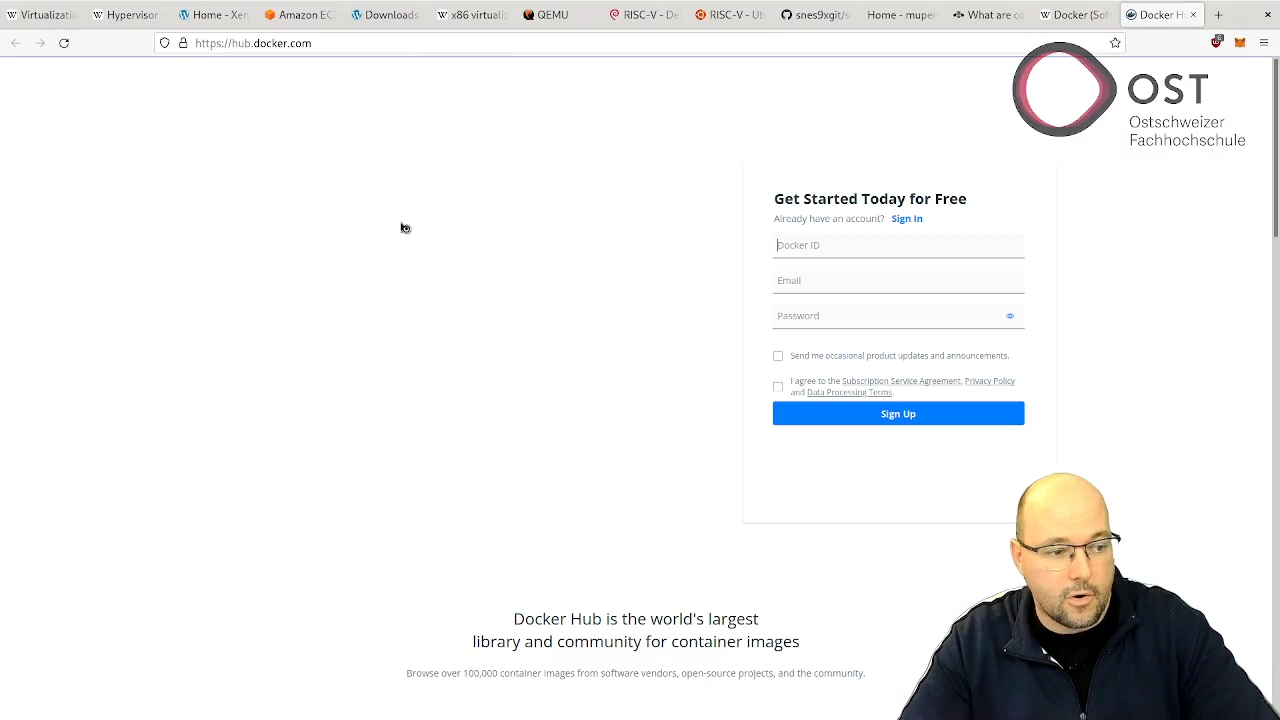 Virtualizatio
Hypervisor -
Home - Xen
Amazon EC2
Downloads
x86 virtualiz
QEMU
RISC-V - De
RISC-V - Ub
snes9xgit/s
Home - muper
What are co
Docker (Sof
Docker Hu
https://hub.docker.com
6
OST
Ostschweizer
Fachhochschule
Get Started Today for Free
Already have an account? Sign In
Docker ID
Email
Password
Send me occasional product updates and announcements.
I agree to the Subscription Service Agreement, Privacy Policy
and Data Processing Terms.
Sign Up
Docker Hub is the world's largest
library and community for container images
Browse over 100,000 container images from software vendors, open-source projects, and the community.